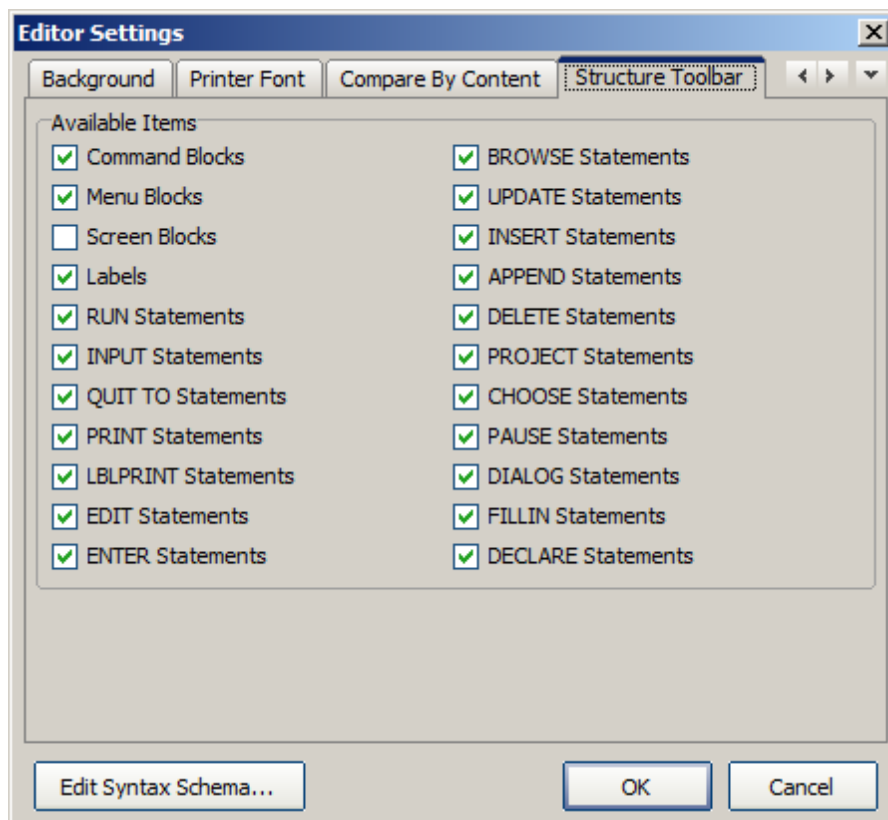 Editor Settings
Background
Printer Font
Compare By Content
Structure Toolbar
Available Items
Command Blocks
Menu Blocks
Screen Blocks
Labels
RUN Statements
INPUT Statements
QUIT TO Statements
PRINT Statements
LBLPRINT Statements
EDIT Statements
ENTER Statements
BROWSE Statements
UPDATE Statements
INSERT Statements
APPEND Statements
DELETE Statements
PROJECT Statements
CHOOSE Statements
PAUSE Statements
DIALOG Statements
FILLIN Statements
DECLARE Statements
Edit Syntax Schema...
OK
Cancel